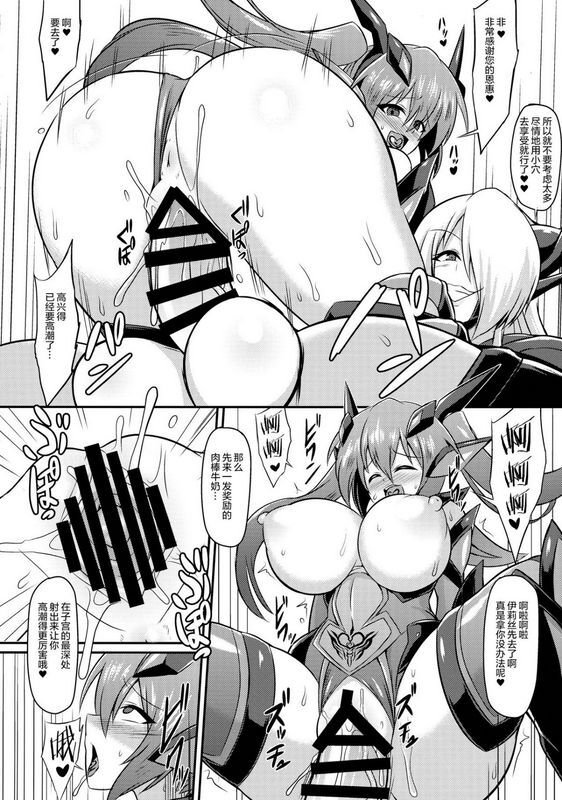 非·
非常感谢您的恩惠♥
所以就不要考虑太多
尽情地用小穴
去享受就行了♥♥
啊♥
要去了♥
高兴得
已经要高潮了…
那么
先来一发奖励的
肉棒牛奶…
在子宫的最深处
射出来让你
高潮得更厉害哦♥
啊啦啊啦
伊莉丝先去了啊
真是拿你没办法呢♥